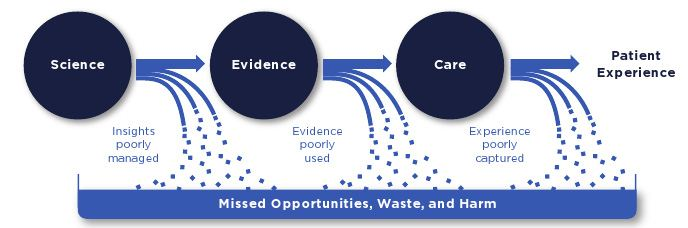 Science
Evidence
Care
Patient
Experience
Insights
poorly
managed
Evidence
poorly
used
Experience
poorly
captured
Missed Opportunities, Waste, and Harm